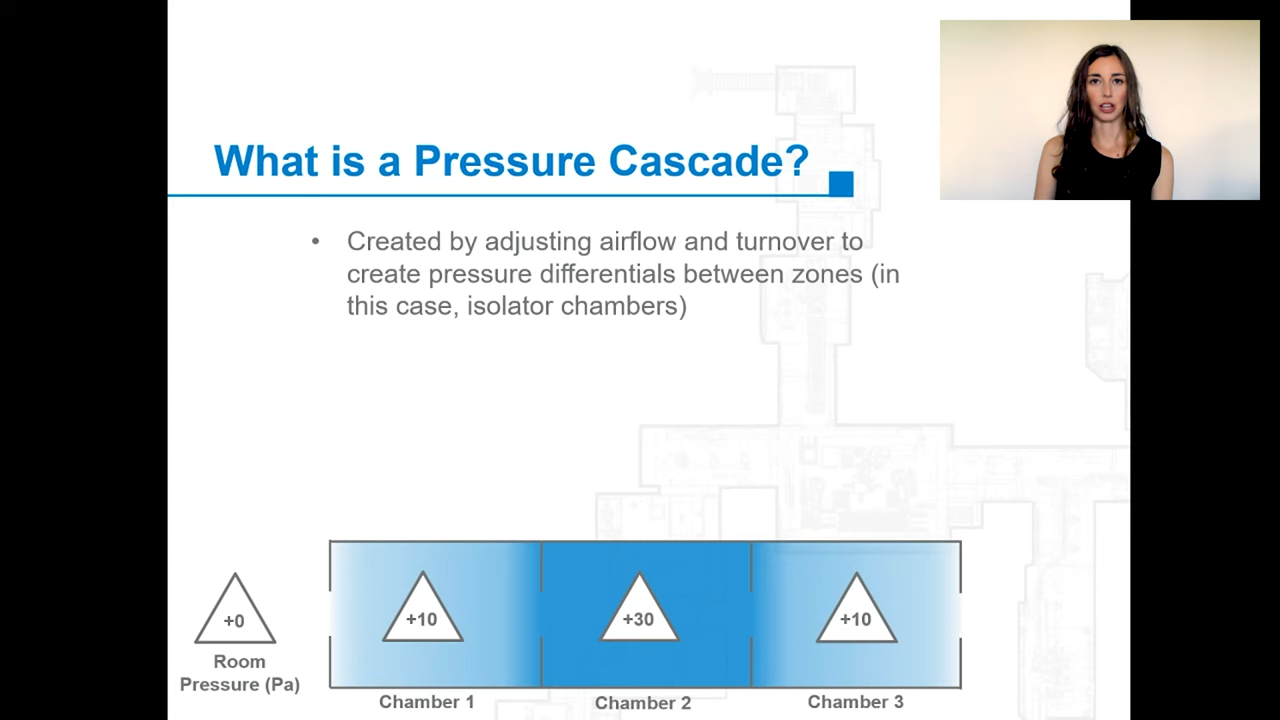 What is a Pressure Cascade?
• Created by adjusting airflow and turnover to
create pressure differentials between zones (in
this case, isolator chambers)
+0
+10
+30
+10
Room
Pressure (Pa)
Chamber 1
Chamber 2
Chamber 3